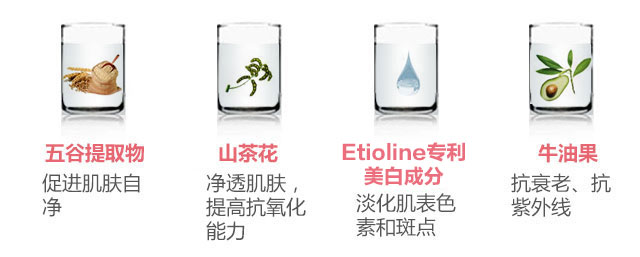 五谷提取物
促进肌肤自
净
山茶花
净透肌肤，
提高抗氧化
能力
Etioline专利
美白成分
淡化肌表色
素和斑点
牛油果
抗衰老、抗
紫外线